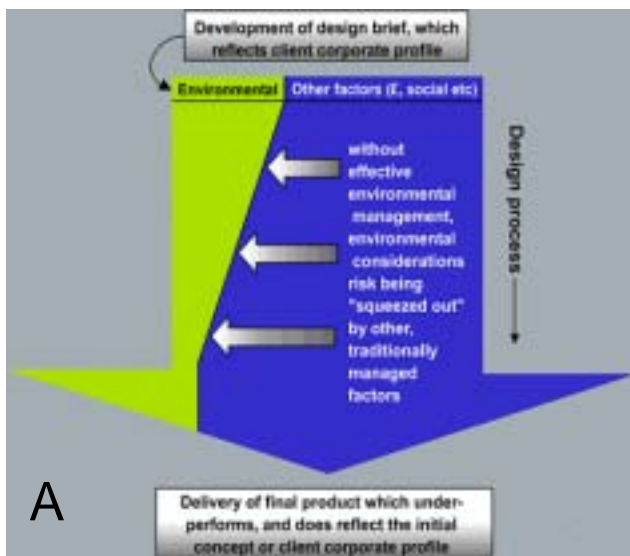 Development of design brief, which
reflects client corporate profile
Environmental
Other factors (£, social etc)
without
effective
environmental
management,
environmental
considerations
risk being
"squeezed out"
by other,
traditionally
managed
factors
Design process
A
Delivery of final product which under-
performs, and does reflect the initial
concept or client corporate profile